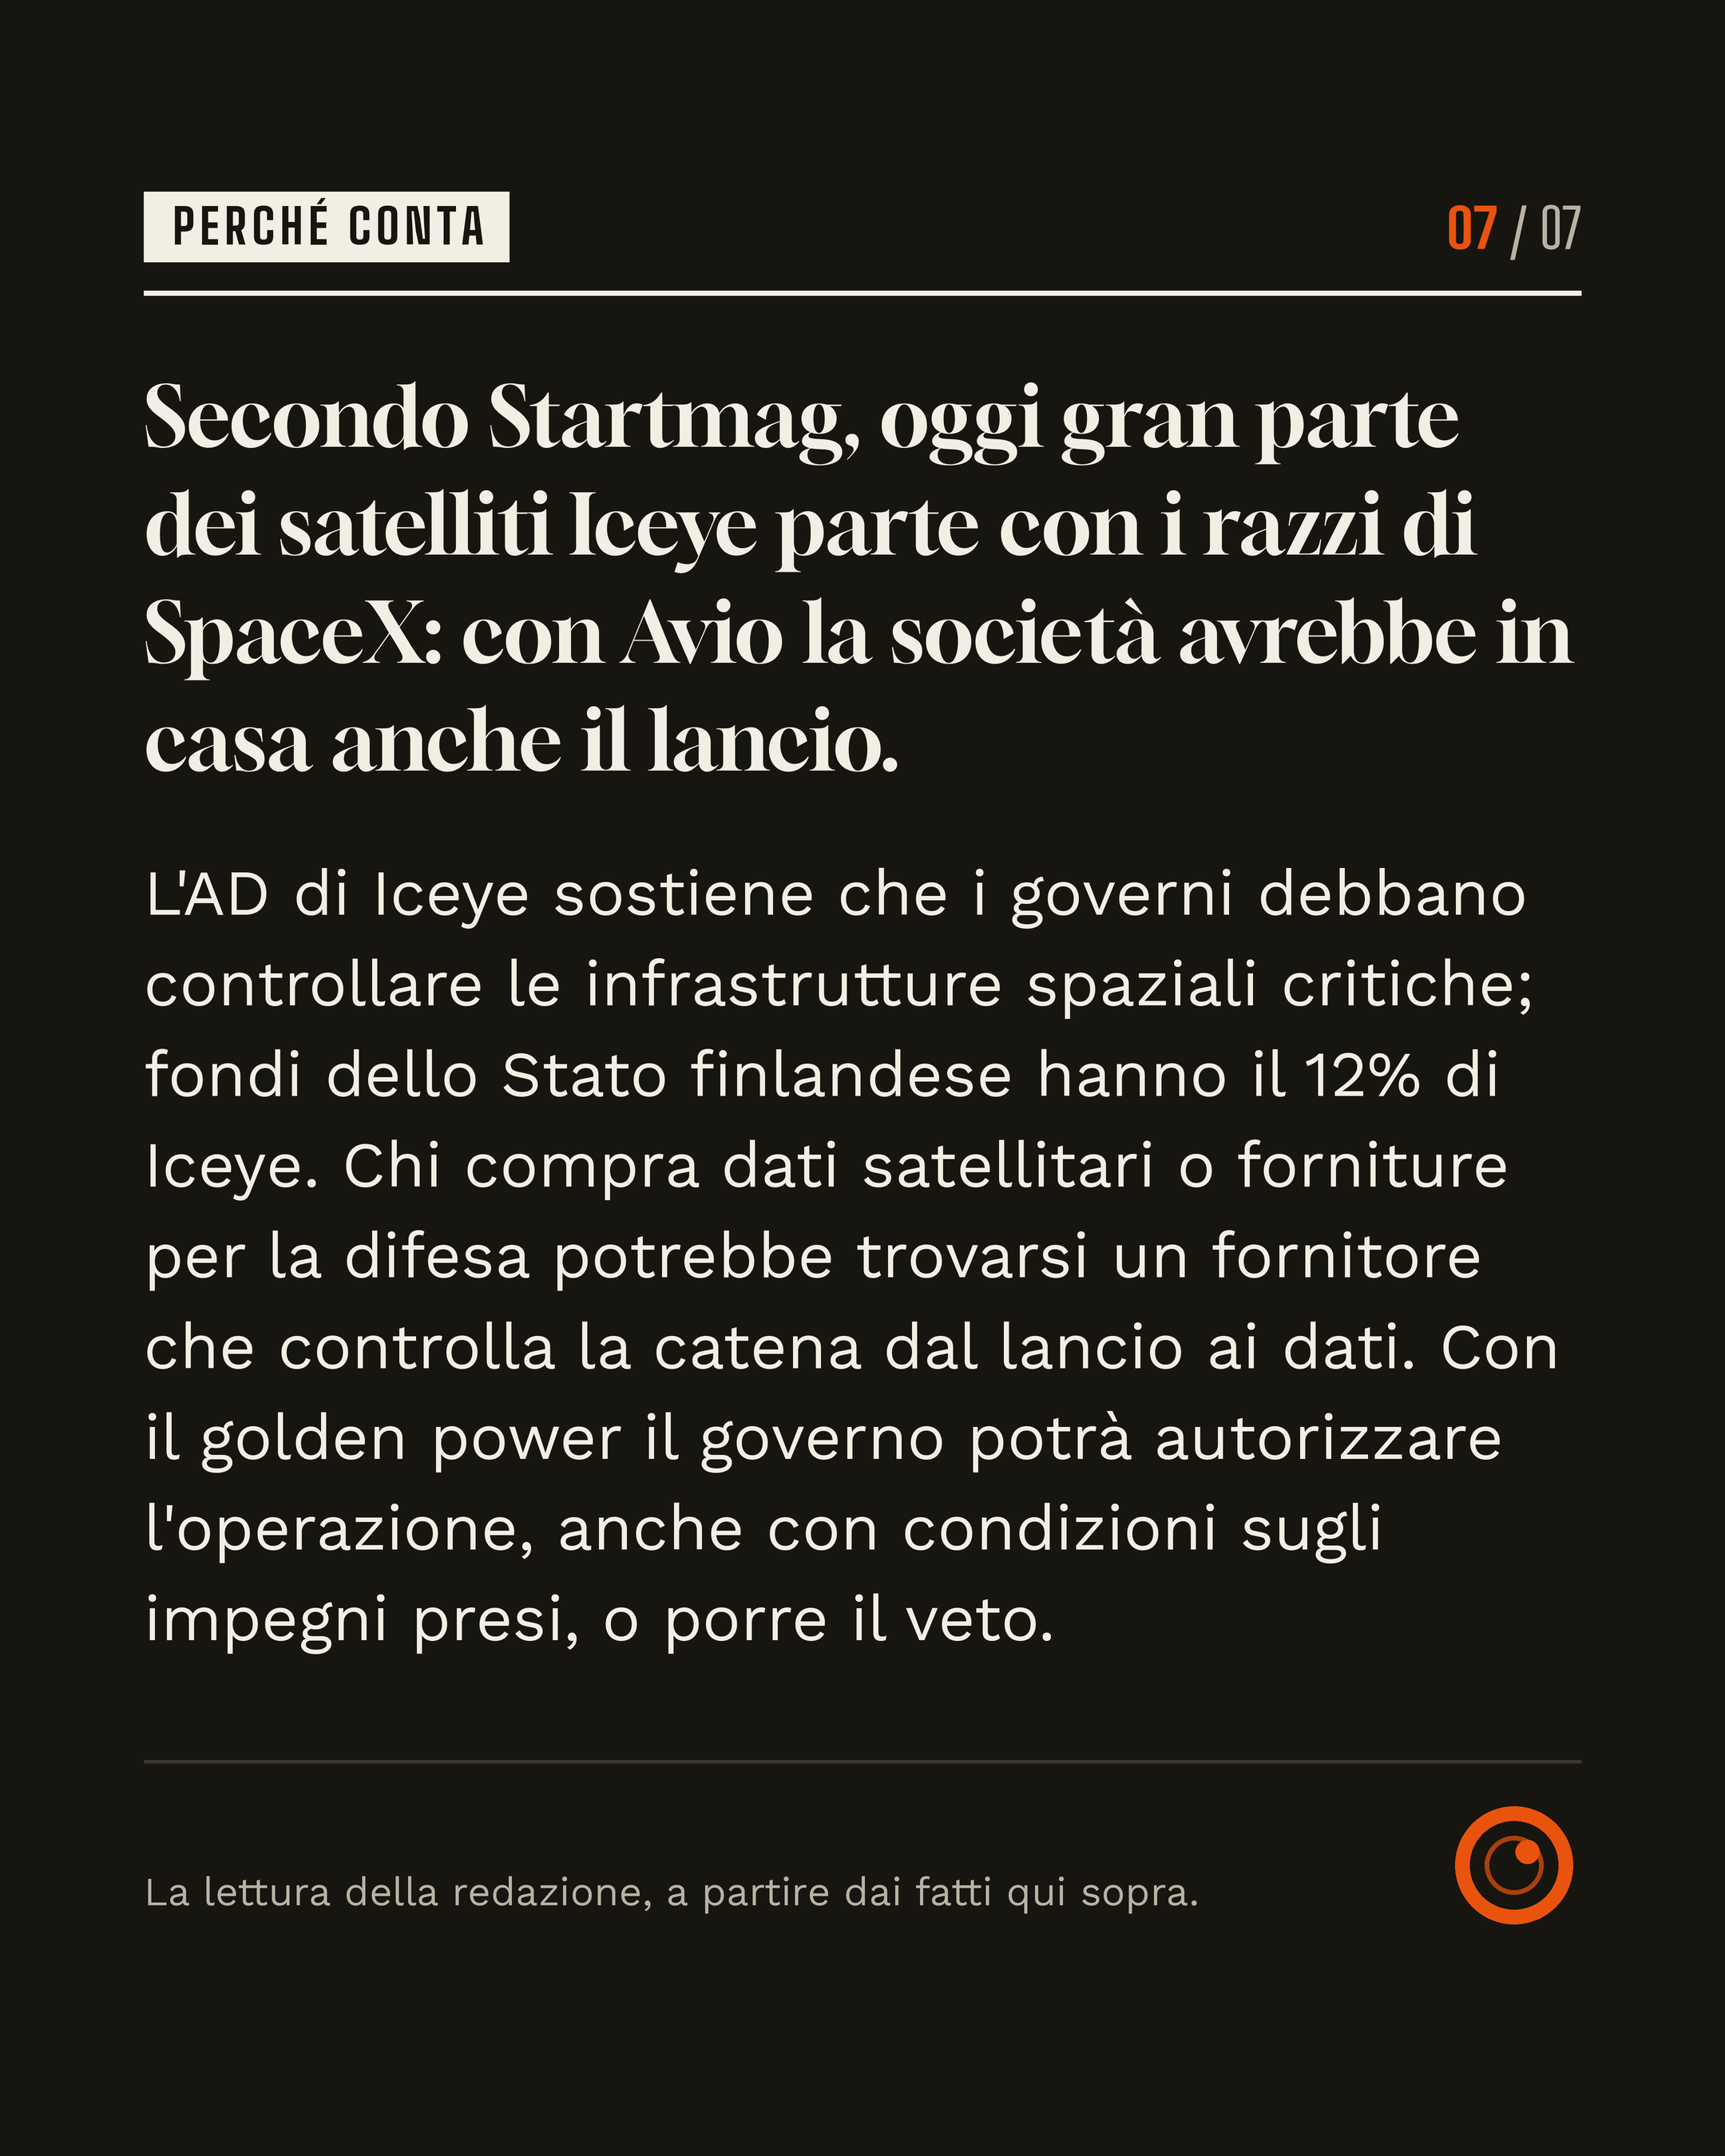 PERCHÉ CONTA
07 / 07
Secondo Startmag, oggi gran parte
dei satelliti Iceye parte con i razzi di
SpaceX: con Avio la società avrebbe in
casa anche il lancio.
L'AD di Iceye sostiene che i governi debbano
controllare le infrastrutture spaziali critiche;
fondi dello Stato finlandese hanno il 12% di
Iceye. Chi compra dati satellitari o forniture
per la difesa potrebbe trovarsi un fornitore
che controlla la catena dal lancio ai dati. Con
il golden power il governo potrà autorizzare
l'operazione, anche con condizioni sugli
impegni presi, o porre il veto.
La lettura della redazione, a partire dai fatti qui sopra.